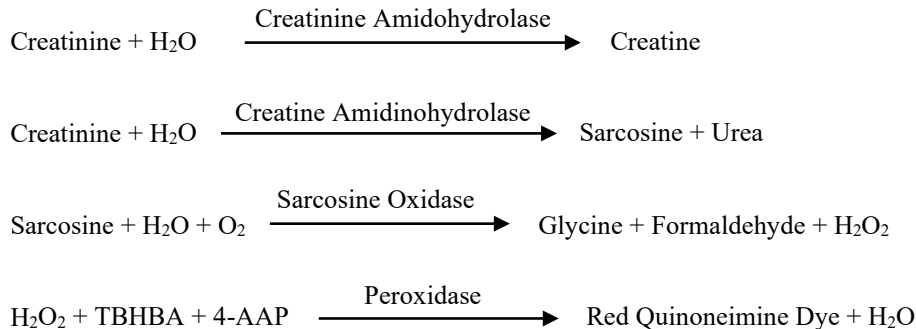 Creatinine Amidohydrolase
Creatinine + H₂O Creatine
Creatine Amidinohydrolase
Creatinine + H₂O Sarcosine + Urea
Sarcosine Oxidase
Sarcosine + H₂O + O₂ Glycine + Formaldehyde + H₂O₂
Peroxidase
H₂O₂ + TBHBA + 4-AAP Red Quinoneimine Dye + H₂O